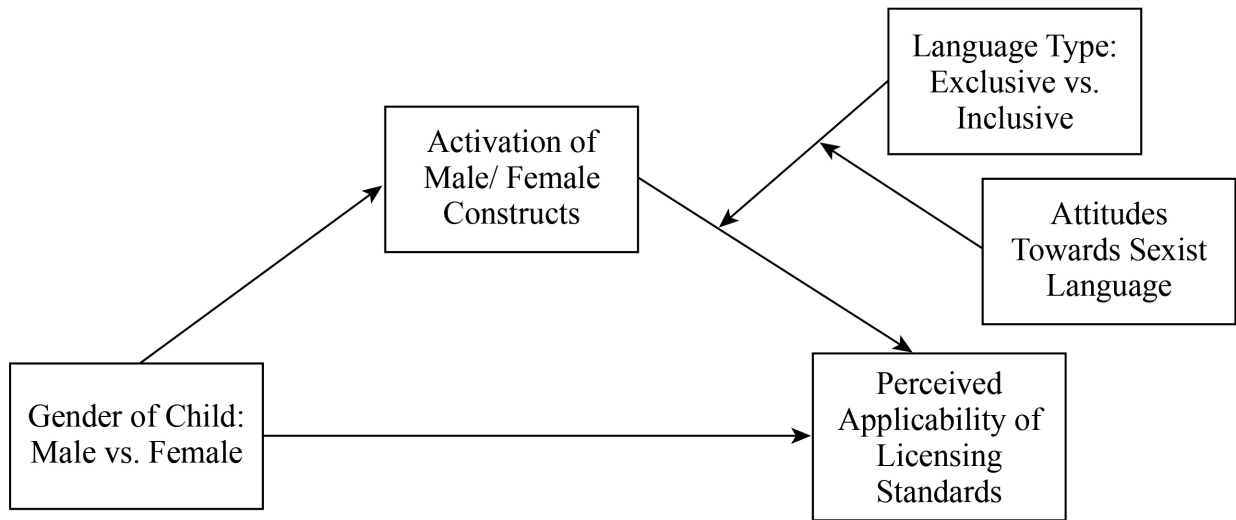 Language Type:
Exclusive vs.
Inclusive
Activation of
Male/ Female
Constructs
Attitudes
Towards Sexist
Language
Gender of Child:
Male vs. Female
Perceived
Applicability of
Licensing
Standards